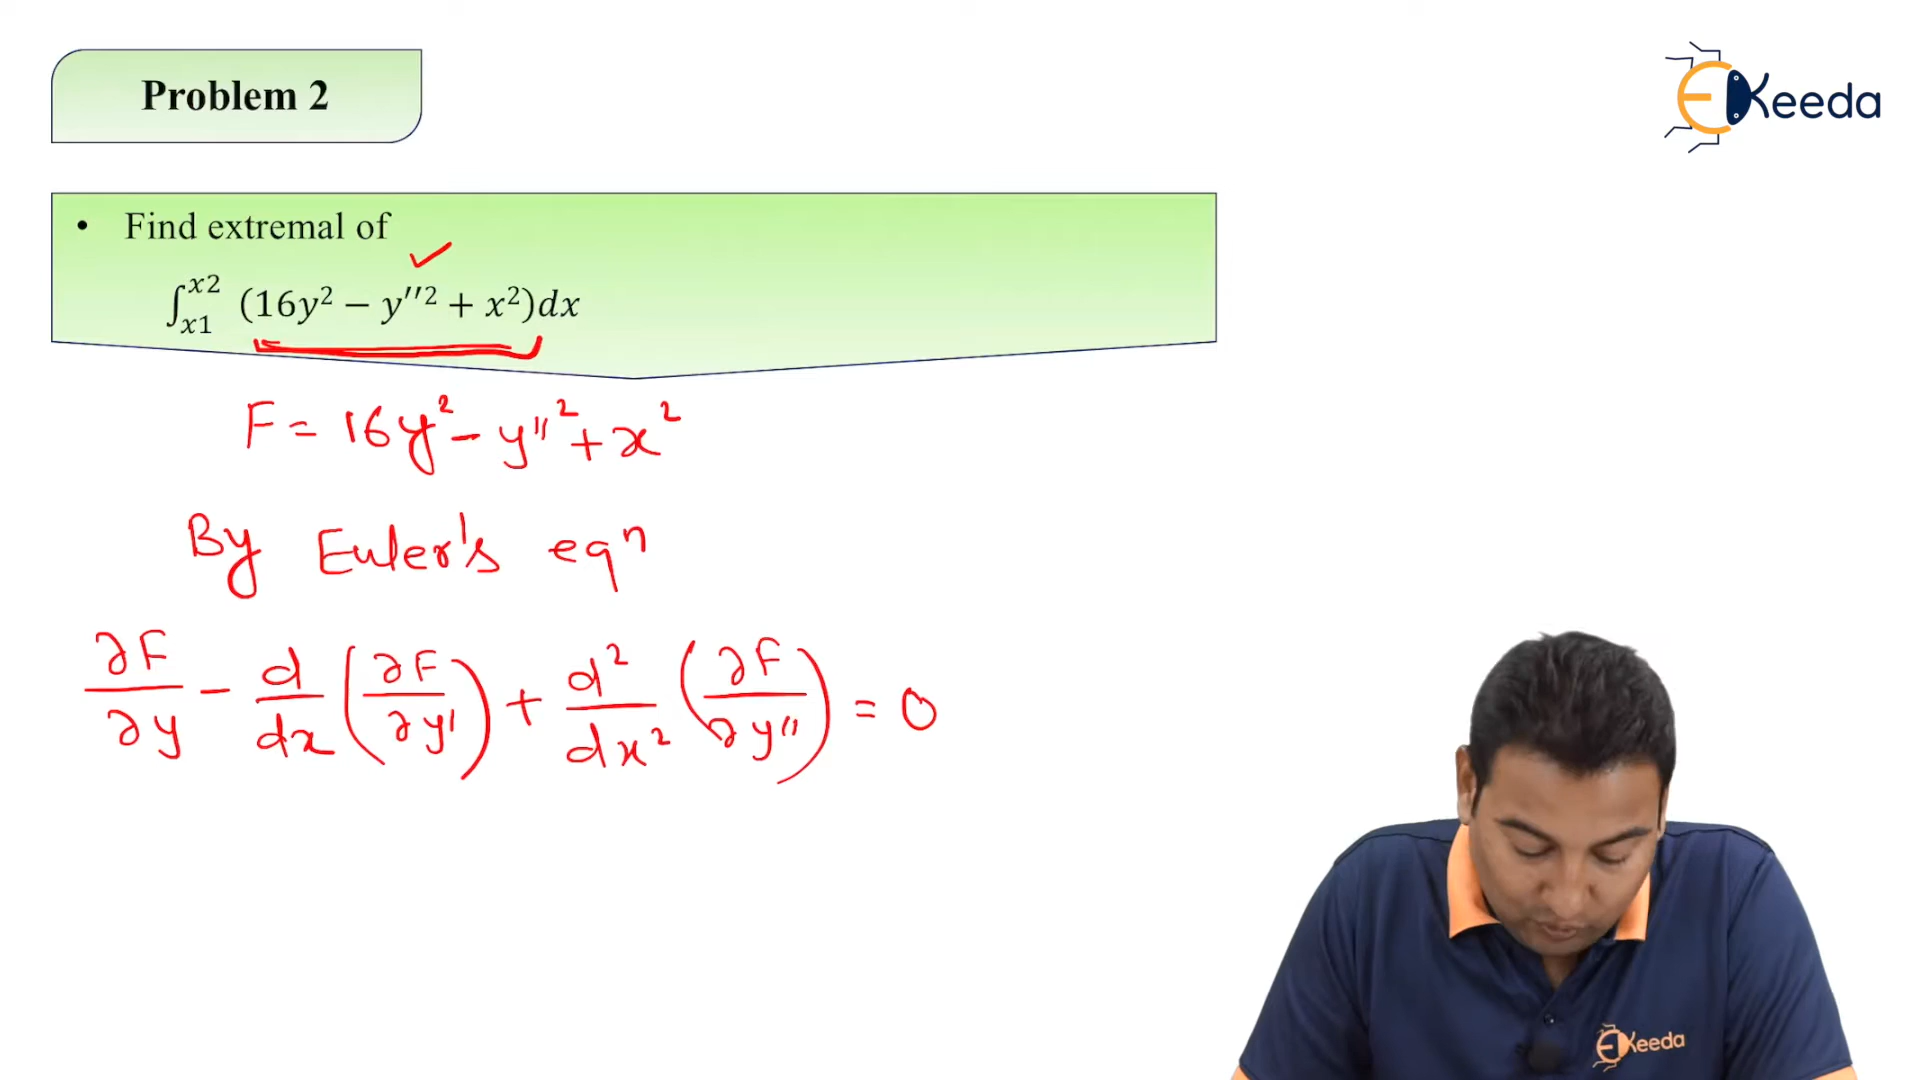 Problem 2
EKeeda
• Find extremal of
∫_{x1}^{x2} (16y² − y′′² + x²)dx
F = 16y² - y''² + x²
By Euler's eqⁿ
∂F/∂y - d/dx (∂F/∂y') + d²/dx² (∂F/∂y'') = 0
EKeeda